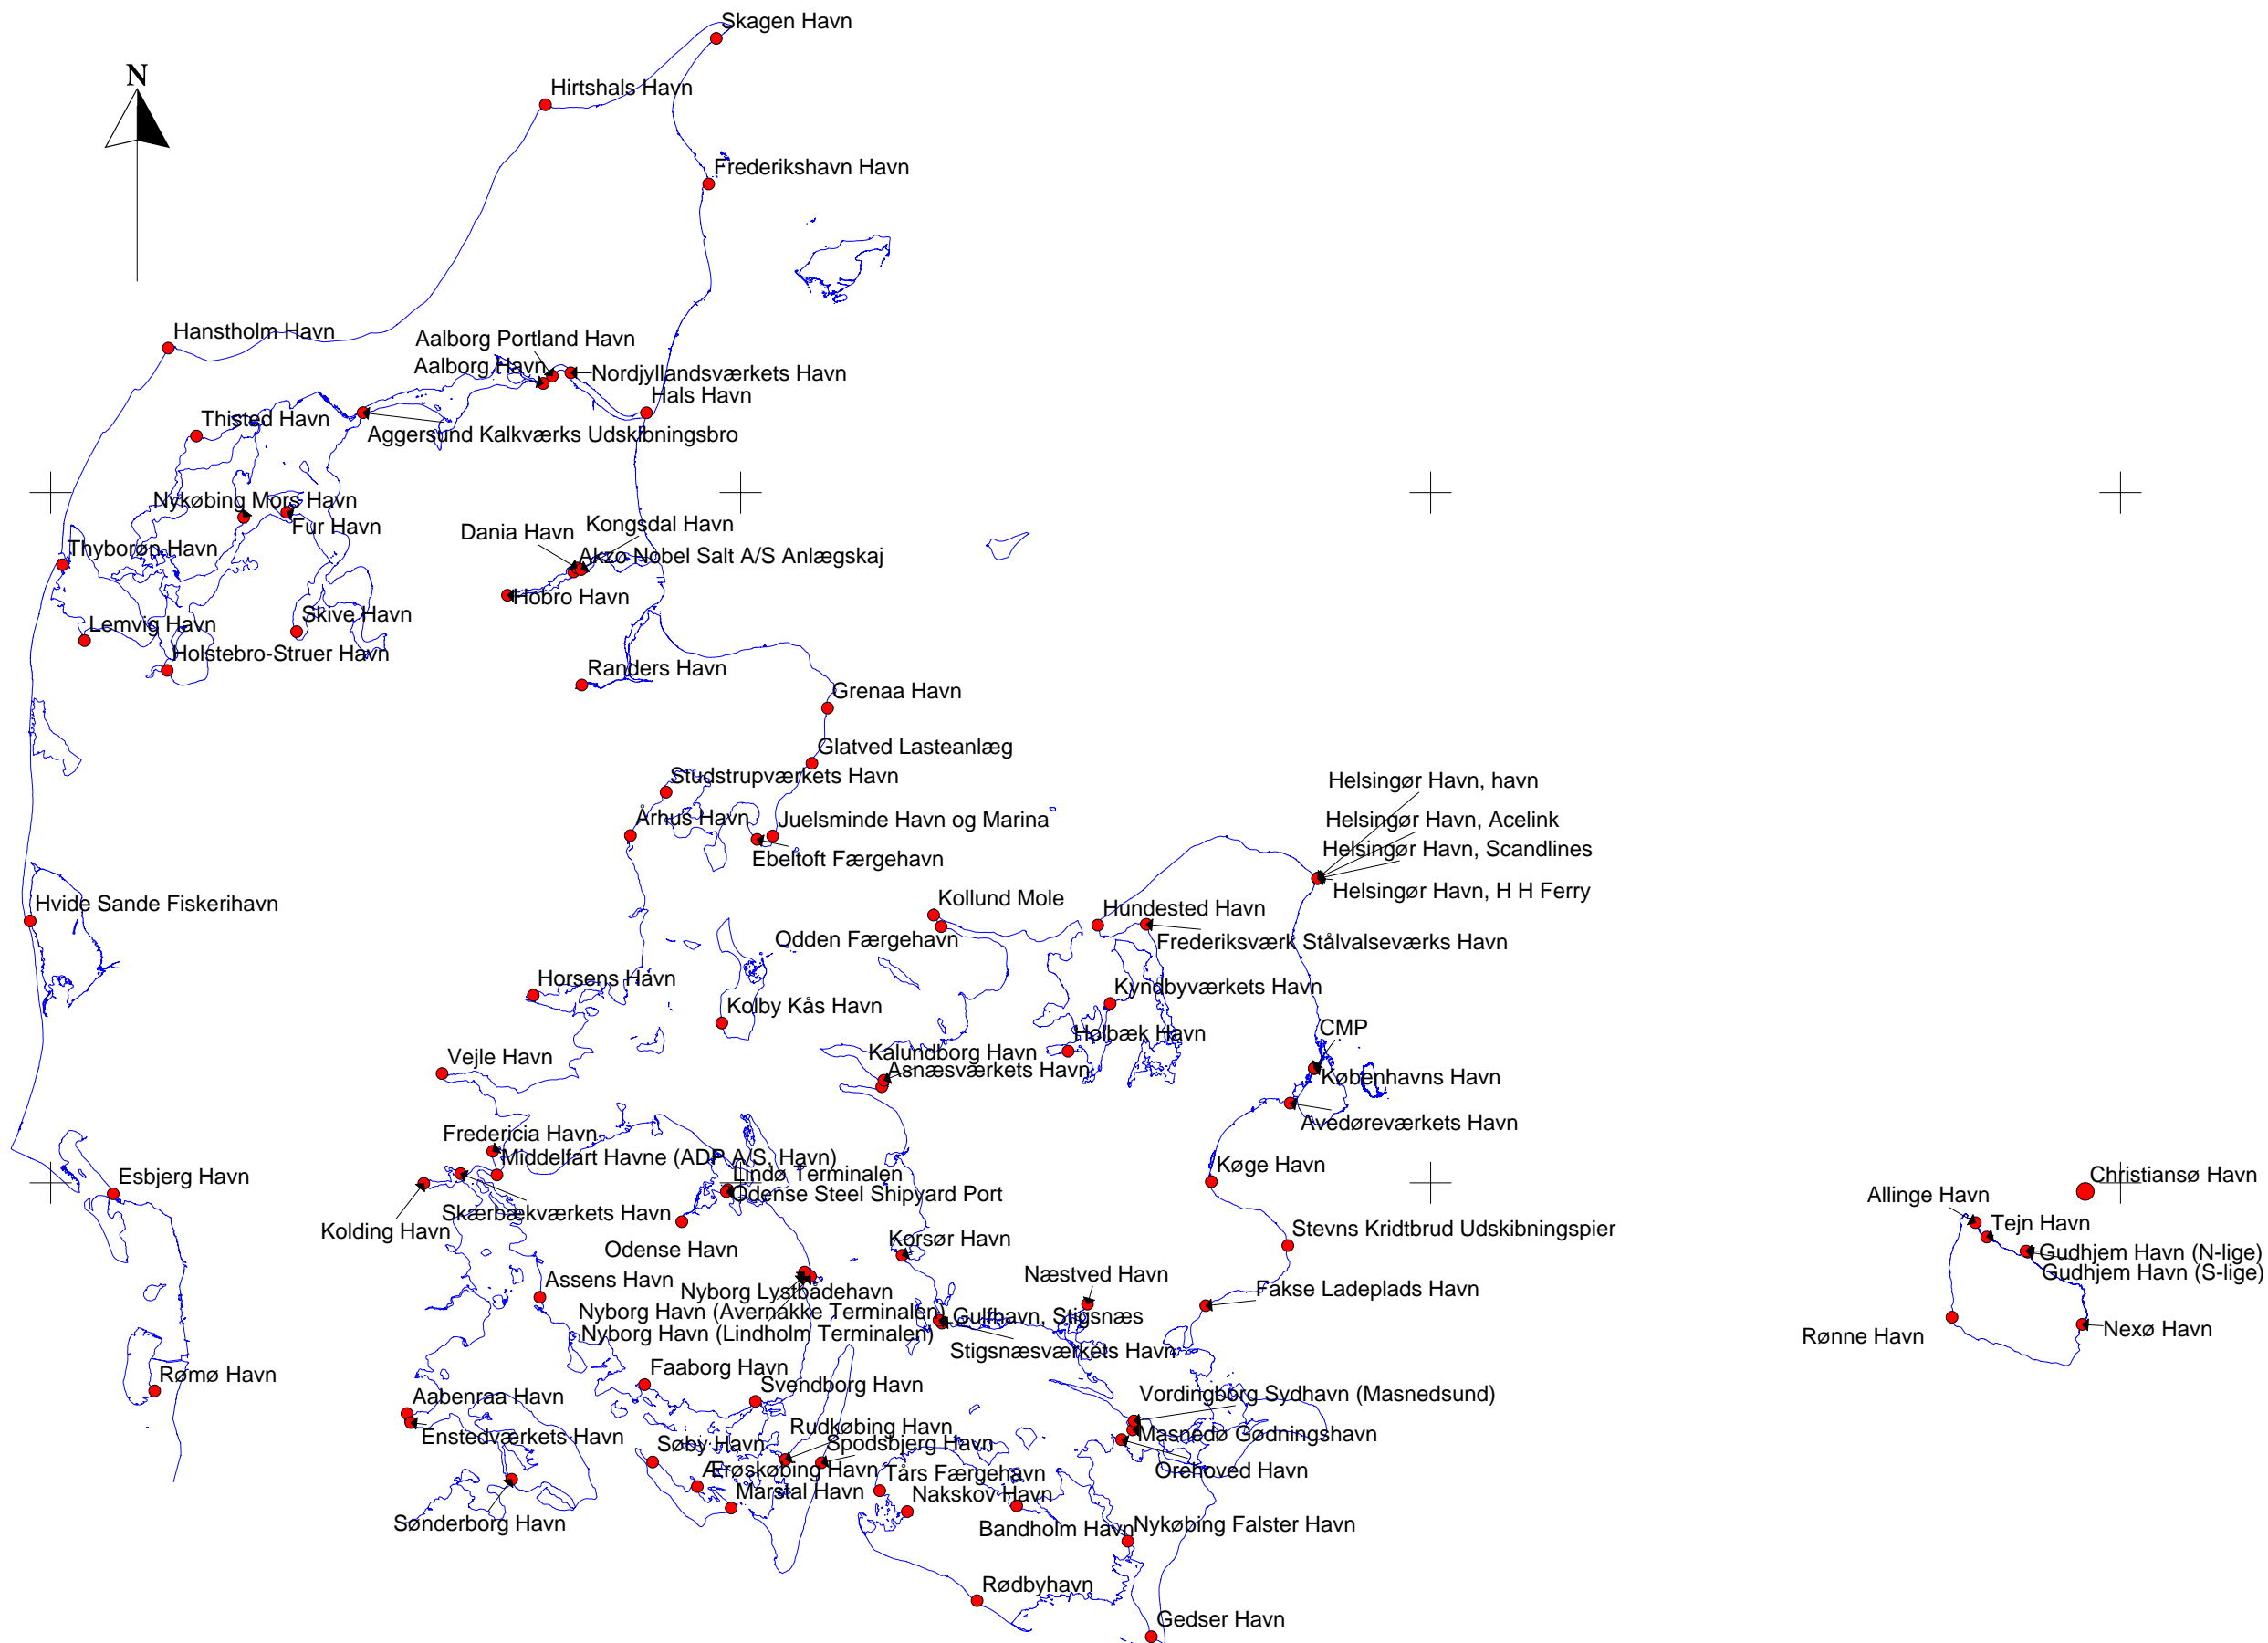 Skagen Havn
N
Hirtshals Havn
Frederikshavn Havn
Hanstholm Havn
Aalborg Portland Havn
Aalborg Havn
Nordjyllandsværkets Havn
Hals Havn
Thisted Havn
Aggersund Kalkværks Udskibningsbro
Nykøbing Mors Havn
Fur Havn
Dania Havn
Kongsdal Havn
Thyborøn Havn
Akzo Nobel Salt A/S Anlægskaj
Hobro Havn
Skive Havn
Lemvig Havn
Holstebro-Struer Havn
Randers Havn
Grenaa Havn
Glatved Lasteanlæg
Studstrupværkets Havn
Helsingør Havn, havn
Århus Havn
Juelsminde Havn og Marina
Helsingør Havn, Acelink
Ebeltoft Færgehavn
Helsingør Havn, Scandlines
Helsingør Havn, H H Ferry
Hvide Sande Fiskerihavn
Kollund Mole
Hundested Havn
Odden Færgehavn
Frederiksværk Stålvalseværks Havn
Horsens Havn
Kyndbyværkets Havn
Kolby Kås Havn
Holbæk Havn
CMP
Vejle Havn
Kalundborg Havn
Asnæsværkets Havn
Københavns Havn
Avedøreværkets Havn
Fredericia Havn
Middelfart Havne (ADP A/S, Havn)
Lindø Terminalen
Køge Havn
Christiansø Havn
Esbjerg Havn
Odense Steel Shipyard Port
Allinge Havn
Skærbækværkets Havn
Tejn Havn
Kolding Havn
Stevns Kridtbrud Udskibningspier
Odense Havn
Korsør Havn
Gudhjem Havn (N-lige)
Gudhjem Havn (S-lige)
Assens Havn
Næstved Havn
Nyborg Lystbådehavn
Fakse Ladeplads Havn
Nyborg Havn (Avernakke Terminalen)
Gulfhavn, Stigsnæs
Nyborg Havn (Lindholm Terminalen)
Rønne Havn
Nexø Havn
Stigsnæsværkets Havn
Rømø Havn
Faaborg Havn
Aabenraa Havn
Svendborg Havn
Vordingborg Sydhavn (Masnedsund)
Enstedværkets Havn
Rudkøbing Havn
Masnedø Gødningshavn
Søby Havn
Spodsbjerg Havn
Ærøskøbing Havn
Tårs Færgehavn
Orehoved Havn
Marstal Havn
Nakskov Havn
Sønderborg Havn
Bandholm Havn
Nykøbing Falster Havn
Rødbyhavn
Gedser Havn